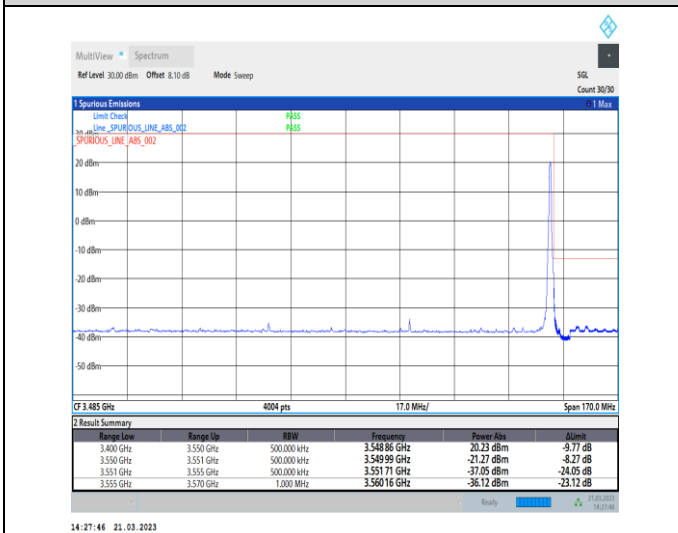 MultiView Spectrum
Ref Level 30.00 dBm Offset 8.10 dB Mode Sweep SGL
Count 30/30
1 Spurious Emissions 1 Max
Limit Check PASS
Line _SPURIOUS_LINE_ABS_002 PASS
_SPURIOUS_LINE_ABS_002
20 dBm
10 dBm
0 dBm
-10 dBm
-20 dBm
-30 dBm
-40 dBm
-50 dBm
CF 3.485 GHz 4004 pts 17.0 MHz/ Span 170.0 MHz
2 Result Summary
Range Low Range Up RBW Frequency Power Abs ΔLimit
3.400 GHz 3.550 GHz 500.000 kHz 3.548 86 GHz 20.23 dBm -9.77 dB
3.550 GHz 3.551 GHz 500.000 kHz 3.549 99 GHz -21.27 dBm -8.27 dB
3.551 GHz 3.555 GHz 500.000 kHz 3.551 71 GHz -37.05 dBm -24.05 dB
3.555 GHz 3.570 GHz 1.000 MHz 3.560 16 GHz -36.12 dBm -23.12 dB
Ready 21.03.2023
14:27:46
14:27:46 21.03.2023